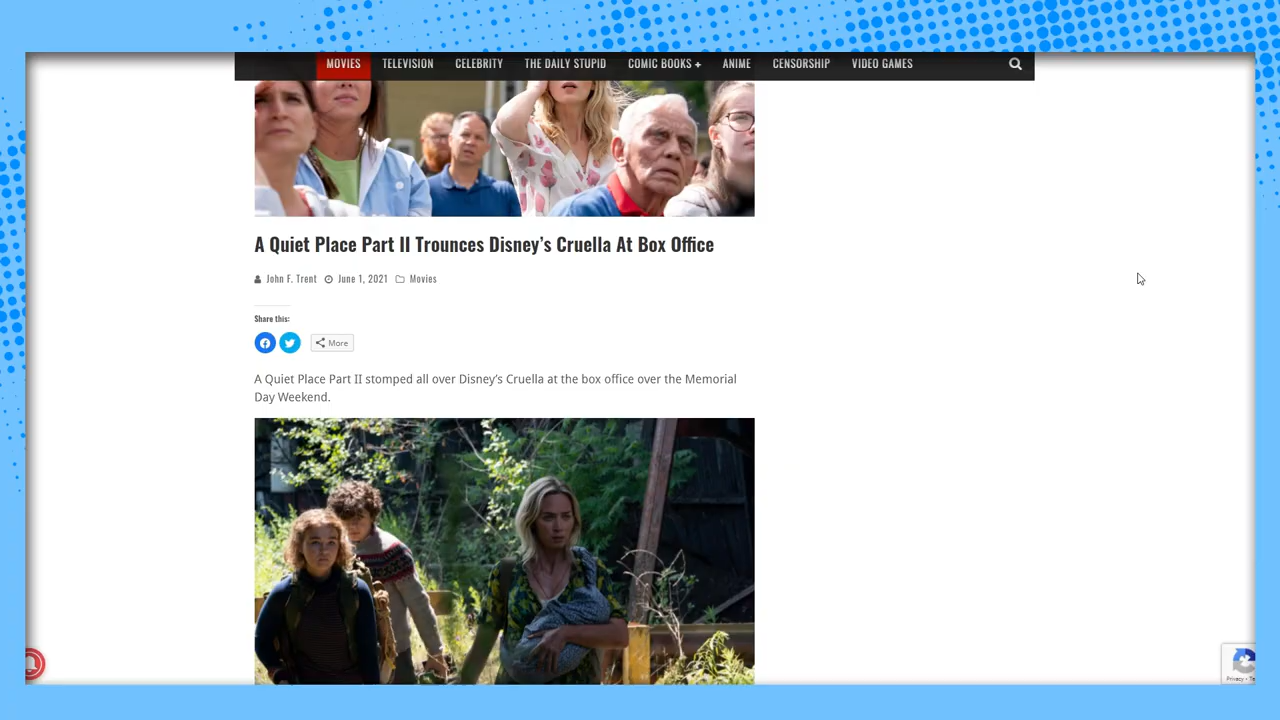 MOVIES TELEVISION CELEBRITY THE DAILY STUPID COMIC BOOKS + ANIME CENSORSHIP VIDEO GAMES
A Quiet Place Part II Trounces Disney’s Cruella At Box Office
John F. Trent June 1, 2021 Movies
Share this:
More
A Quiet Place Part II stomped all over Disney’s Cruella at the box office over the Memorial
Day Weekend.
Privacy